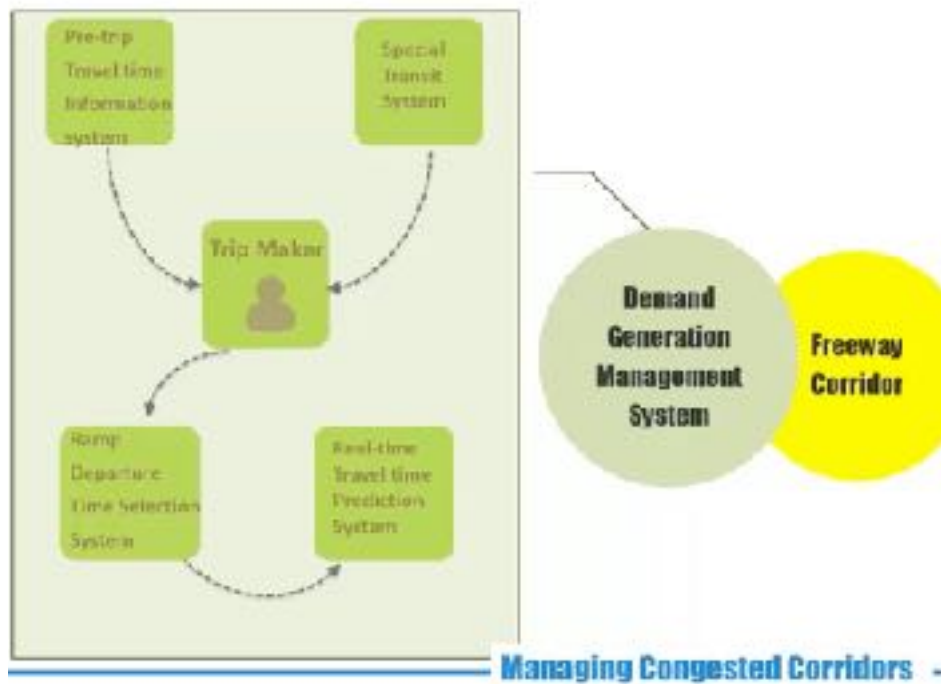 Pre-trip
Travel time
Information
system
Special
Transit
System
Trip Maker
Ramp
Departure
Time Selection
System
Real-time
Travel time
Prediction
System
Demand
Generation
Management
System
Freeway
Corridor
Managing Congested Corridors